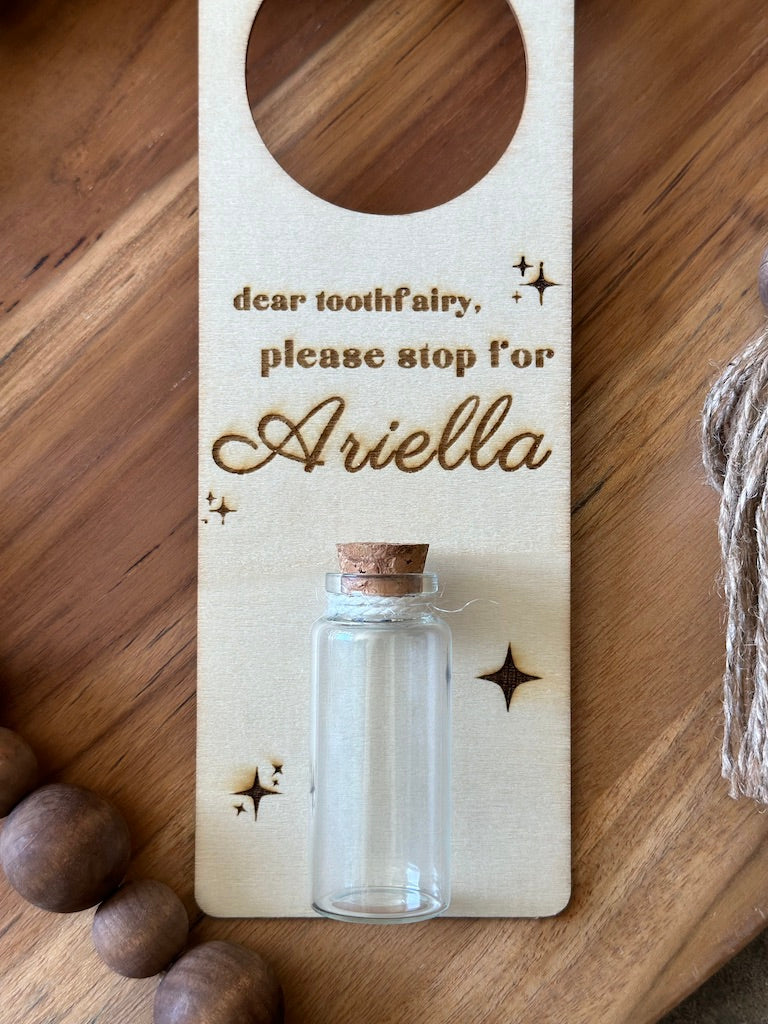 dear toothfairy,
please stop for
Ariella